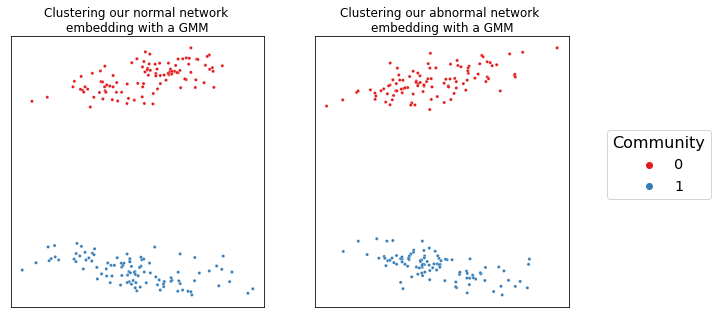 Clustering our normal network
embedding with a GMM
Clustering our abnormal network
embedding with a GMM
Community
0
1